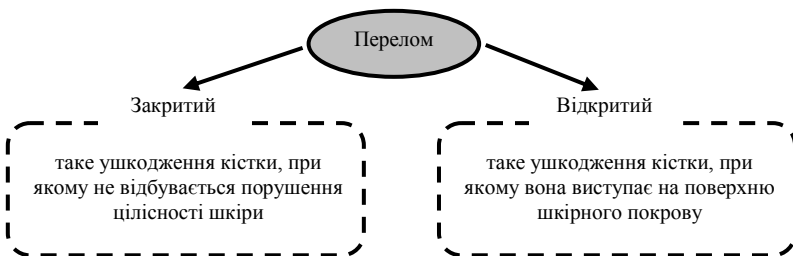 Перелом
Закритий
Відкритий
таке ушкодження кістки, при
якому не відбувається порушення
цілісності шкіри
таке ушкодження кістки, при
якому вона виступає на поверхню
шкірного покрову